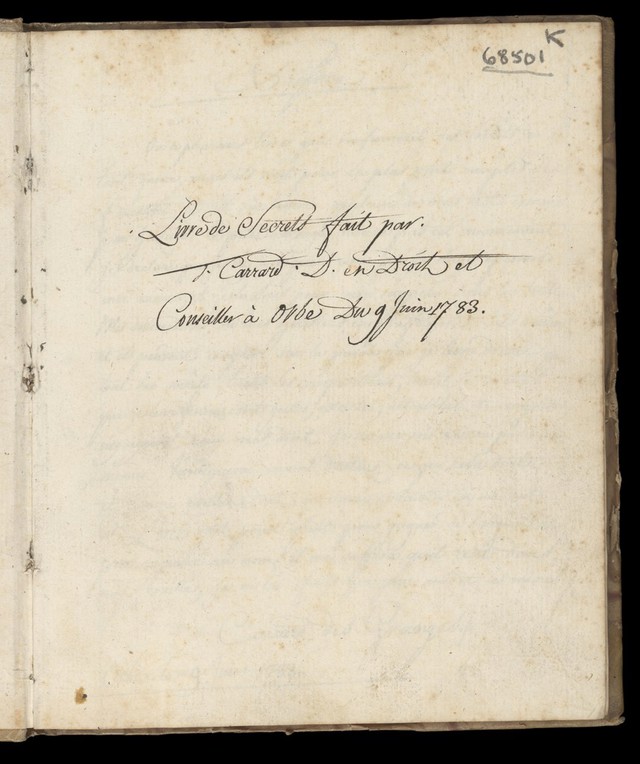 68501 K
Livre de Secrets fait par.
J. Carrard. D. en Droit et
Conseiller à Orbe Du 9 Juin 1783.